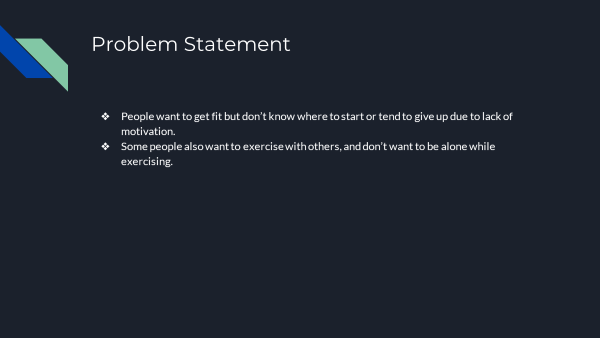 Problem Statement
❖ People want to get fit but don't know where to start or tend to give up due to lack of
motivation.
❖ Some people also want to exercise with others, and don't want to be alone while
exercising.